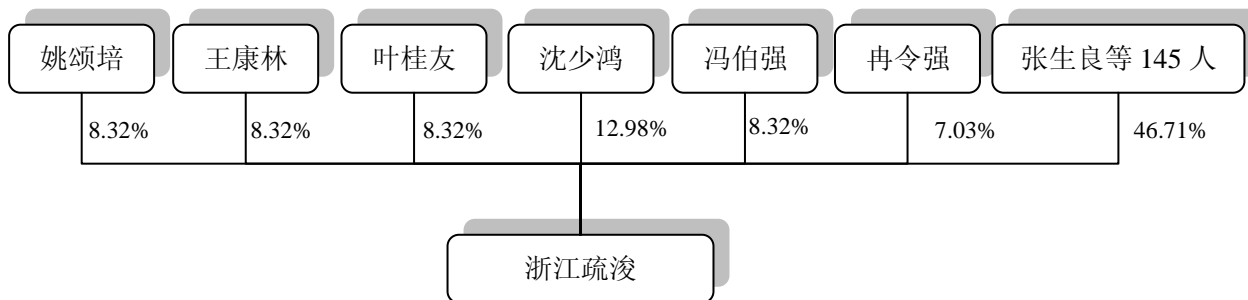 姚颂培 王康林 叶桂友 沈少鸿 冯伯强 冉令强 张生良等 145 人
8.32% 8.32% 8.32% 12.98% 8.32% 7.03% 46.71%
浙江疏浚